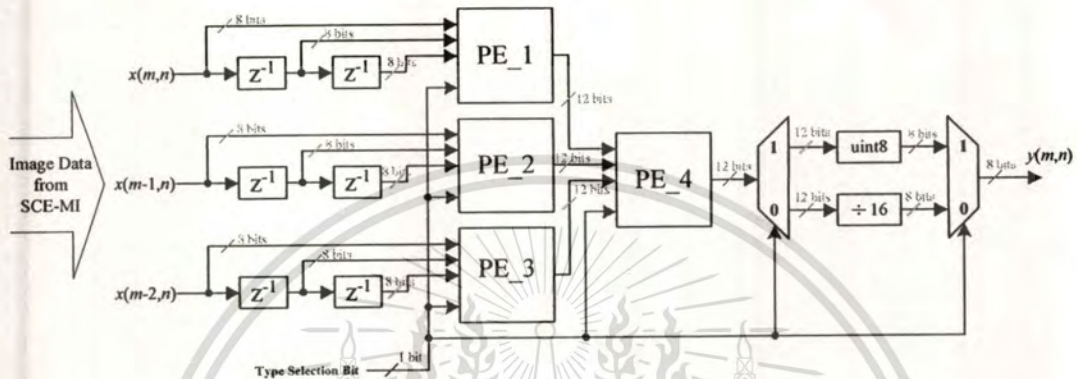 8 bits
8 bits
8 bits
x(m,n)
Z-1
Z-1
PE_1
12 bits
8 bits
8 bits
8 bits
x(m-1,n)
Z-1
Z-1
PE_2
12 bits
12 bits
PE_4
12 bits
1
0
12 bits
uint8
8 bits
12 bits
÷ 16
8 bits
1
0
8 bits
y(m,n)
Image Data
from
SCE-MI
8 bits
8 bits
8 bits
x(m-2,n)
Z-1
Z-1
PE_3
Type Selection Bit
1 bit